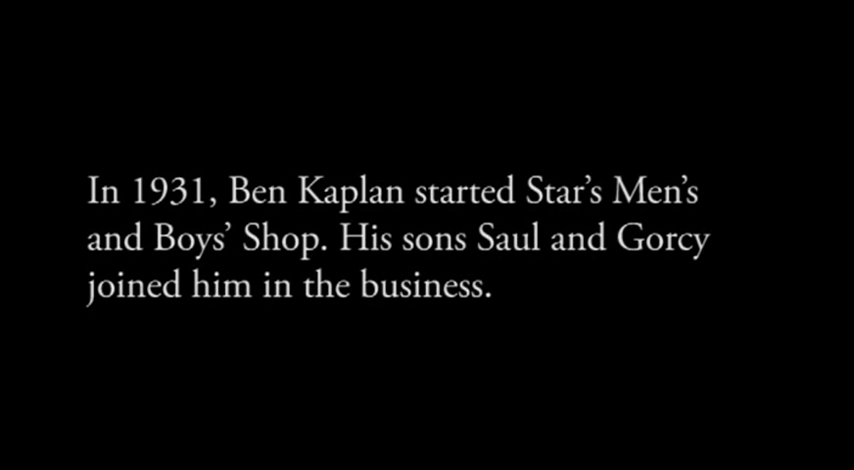 In 1931, Ben Kaplan started Star’s Men’s
and Boys’ Shop. His sons Saul and Gorcy
joined him in the business.